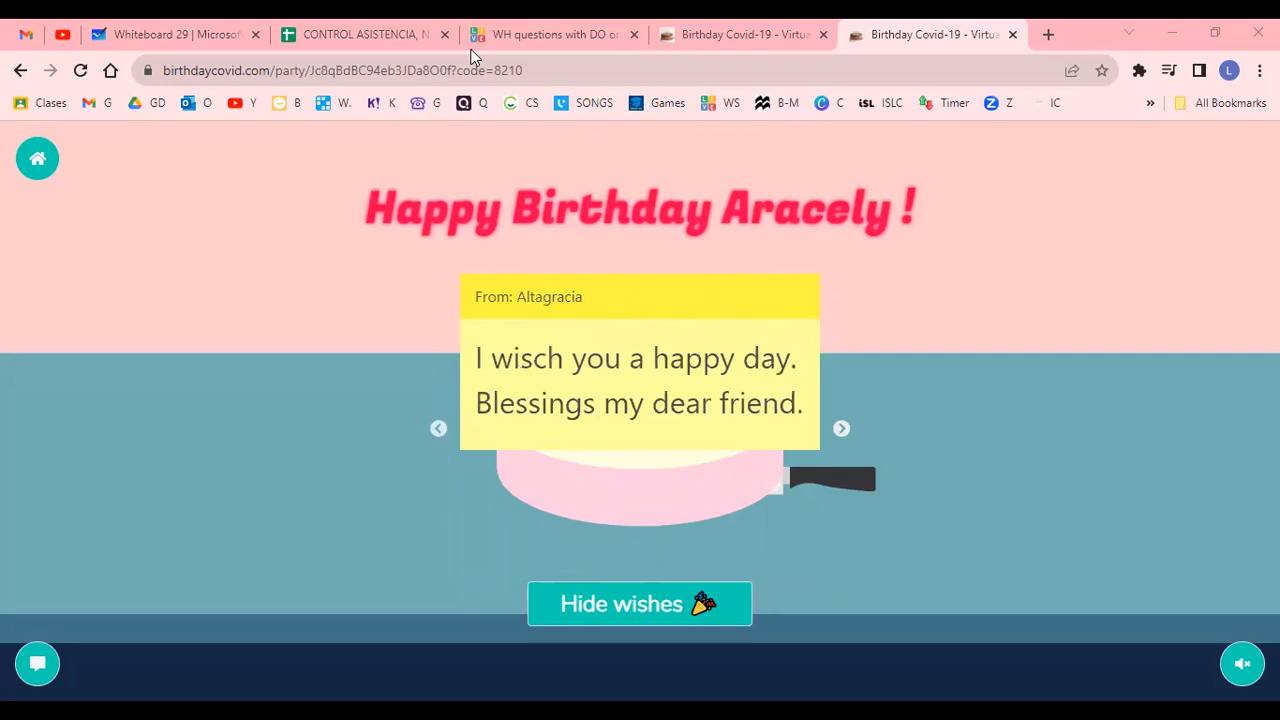 Whiteboard 29 | Microsof
CONTROL ASISTENCIA, N
WH questions with DO or
Birthday Covid-19 - Virtua
Birthday Covid-19 - Virtua
birthdaycovid.com/party/Jc8qBdBC94eb3JDa8O0f?code=8210
L
Clases
G
GD
O
Y
B
W.
K! K
G
Q
CS
SONGS
Games
WS
B-M
C
iSL ISLC
Timer
Z
IC
» All Bookmarks
Happy Birthday Aracely !
From: Altagracia
I wisch you a happy day.
Blessings my dear friend.
Hide wishes